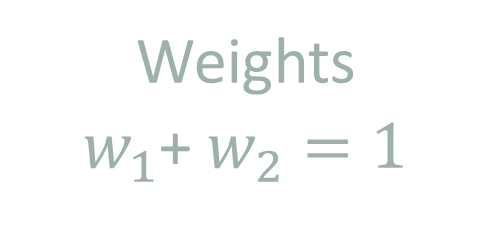 Weights
w₁+ w₂ = 1